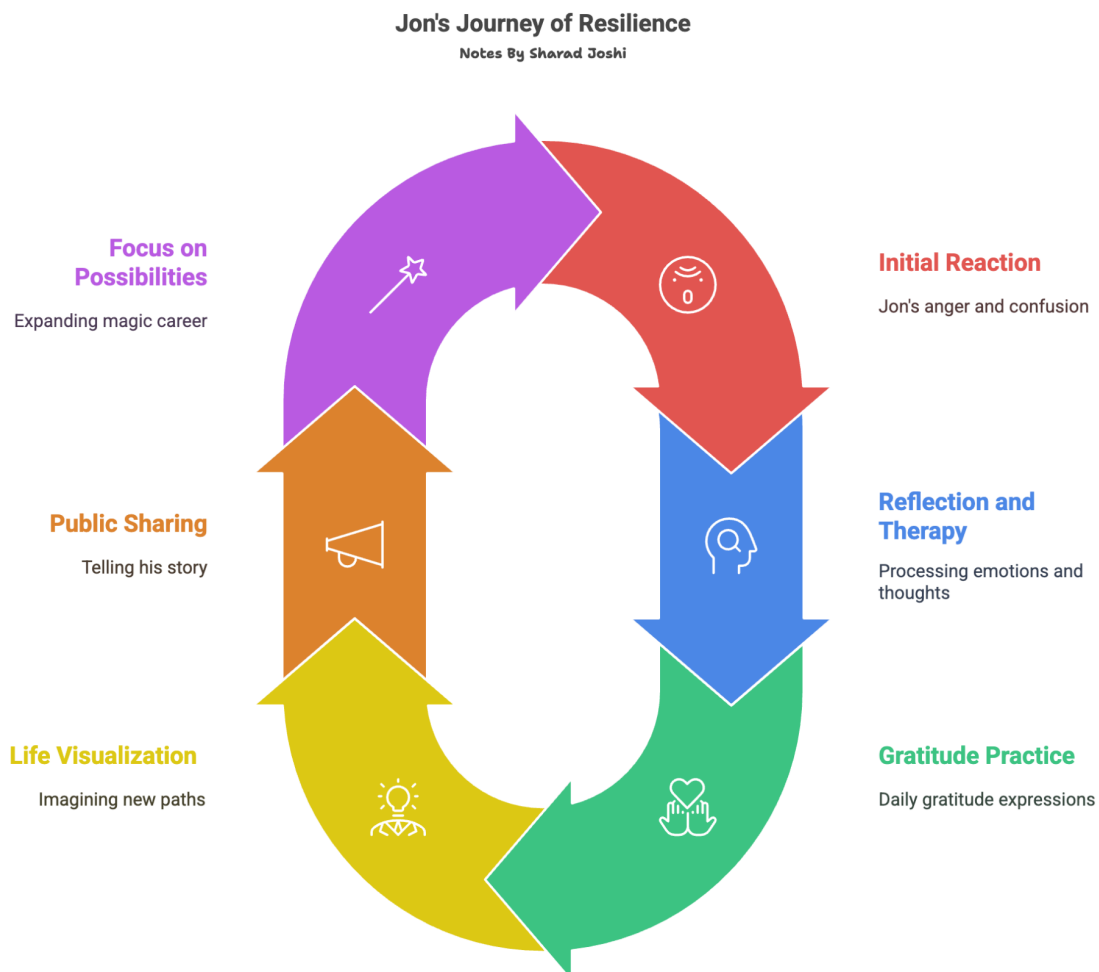 Jon's Journey of Resilience
Notes By Sharad Joshi
Focus on
Possibilities
Expanding magic career
Initial Reaction
Jon's anger and confusion
Public Sharing
Telling his story
Reflection and
Therapy
Processing emotions and
thoughts
Life Visualization
Imagining new paths
Gratitude Practice
Daily gratitude expressions